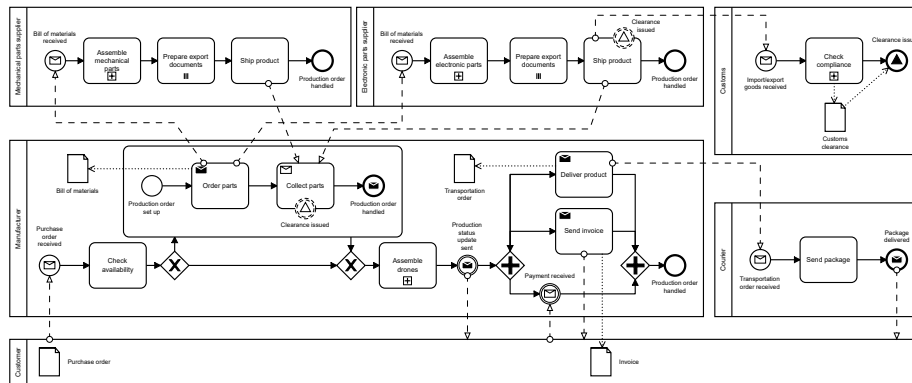 Mechanical parts supplier
Bill of materials
received
Assemble
mechanical
parts
Prepare export
documents
Ship product
Production order
handled
Electronic parts supplier
Bill of materials
received
Assemble
electronic parts
Prepare export
documents
Ship product
Clearance
issued
Production order
handled
Customs
Import/export
goods received
Check
compliance
Clearance issu
Customs
clearance
Manufacturer
Bill of materials
Production order
set up
Order parts
Collect parts
Clearance issued
Production order
handled
Purchase
order
received
Check
availability
Assemble
drones
Production
status
update
sent
Transportation
order
Deliver product
Send invoice
Payment received
Production order
handled
Courier
Transportation
order received
Send package
Package
delivered
Customer
Purchase order
Invoice